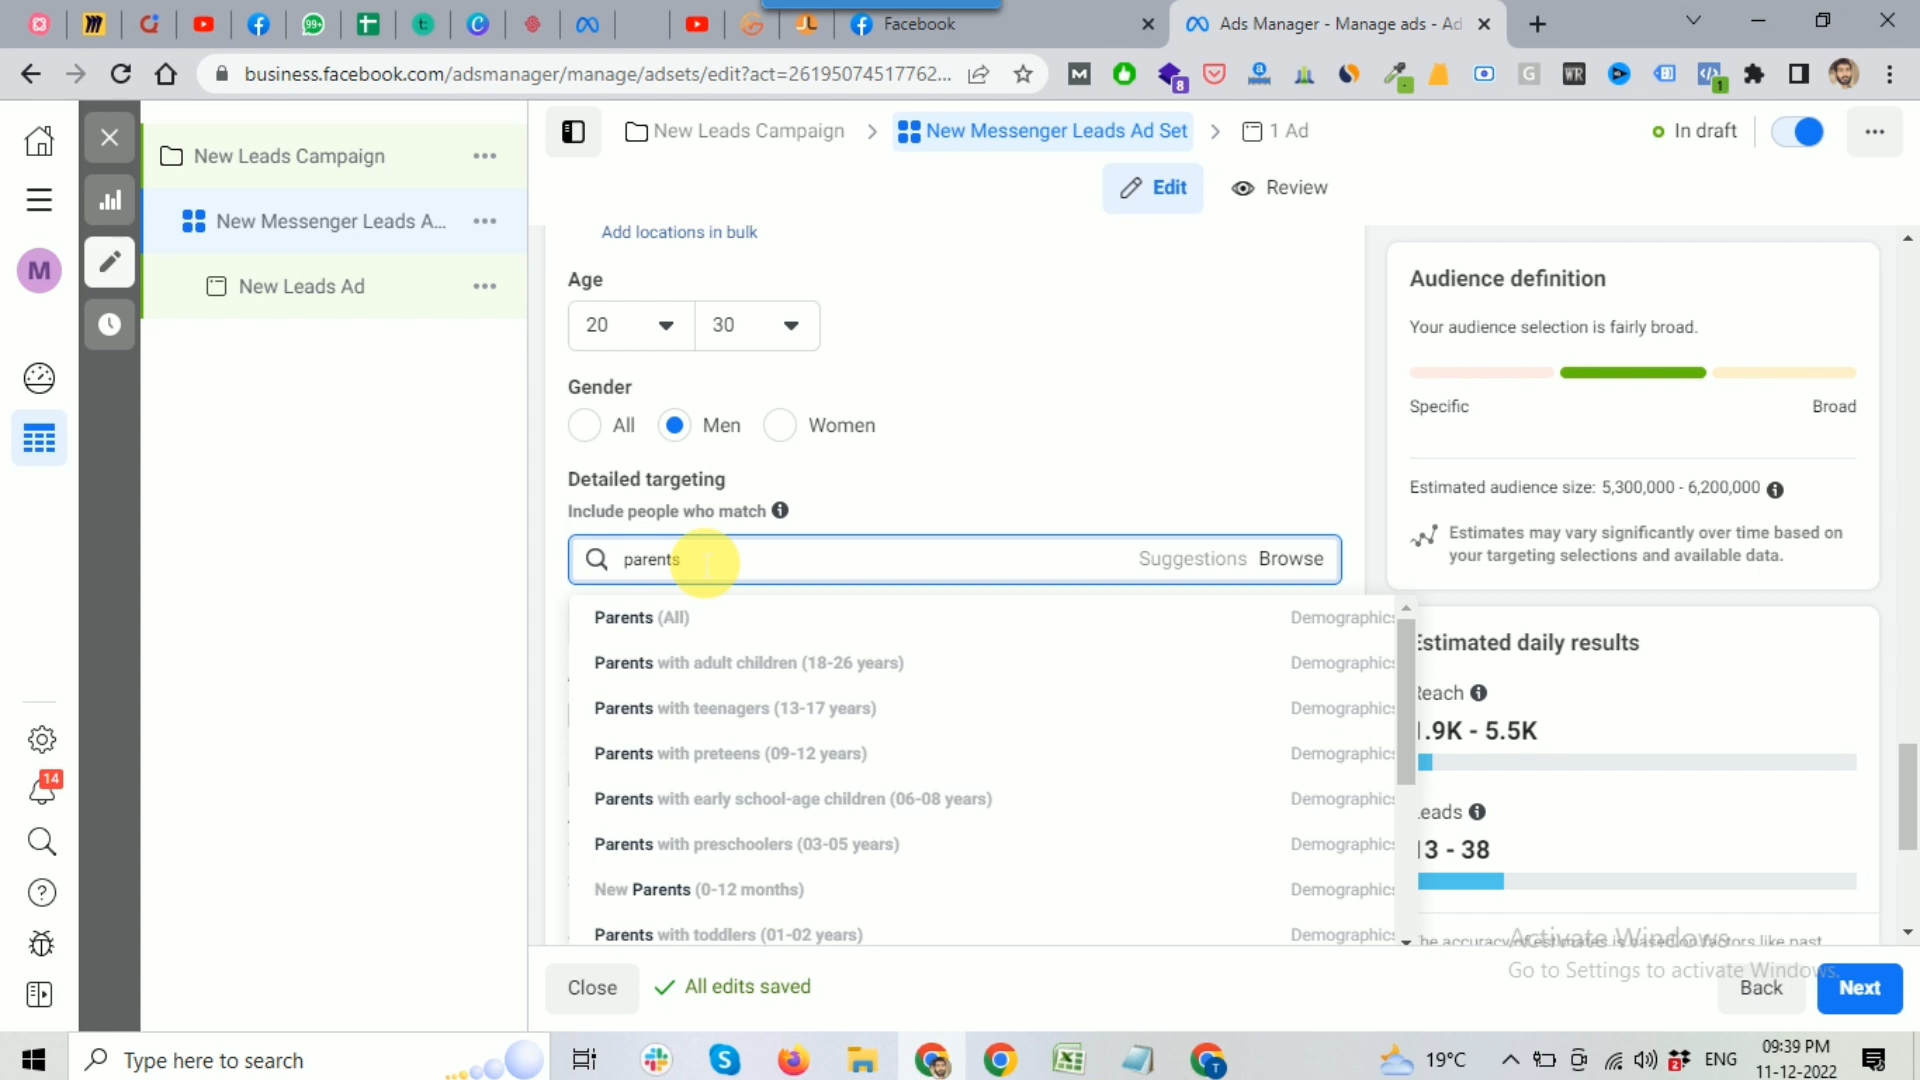 99+
Facebook
Ads Manager - Manage ads - Ad
business.facebook.com/adsmanager/manage/adsets/edit?act=26195074517762...
8
1
New Leads Campaign
New Leads Campaign
New Messenger Leads Ad Set
1 Ad
In draft
Edit
Review
M
New Messenger Leads A...
New Leads Ad
Add locations in bulk
Age
20
30
Gender
All
Men
Women
Detailed targeting
Include people who match
parents
Suggestions
Browse
Parents (All)
Demographics
Parents with adult children (18-26 years)
Demographics
Parents with teenagers (13-17 years)
Demographics
Parents with preteens (09-12 years)
Demographics
Parents with early school-age children (06-08 years)
Demographics
Parents with preschoolers (03-05 years)
Demographics
New Parents (0-12 months)
Demographics
Parents with toddlers (01-02 years)
Demographics
Audience definition
Your audience selection is fairly broad.
Specific
Broad
Estimated audience size: 5,300,000 - 6,200,000
Estimates may vary significantly over time based on
your targeting selections and available data.
Estimated daily results
Reach
1.9K - 5.5K
Leads
13 - 38
Activate Windows
Go to Settings to activate Windows.
14
Close
All edits saved
Back
Next
Type here to search
19°C
ENG
09:39 PM
11-12-2022